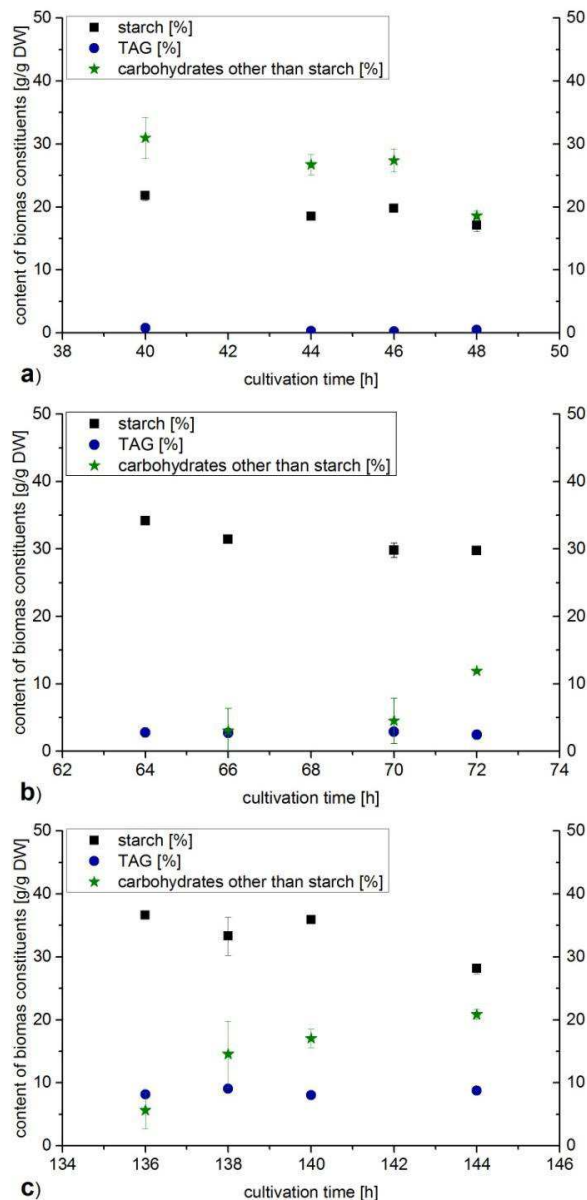 starch [%]
TAG [%]
carbohydrates other than starch [%]
content of biomas constituents [g/g DW]
50 50
40 40
30 30
20 20
10 10
0 0
38 40 42 44 46 48 50
cultivation time [h]
a)
starch [%]
TAG [%]
carbohydrates other than starch [%]
content of biomas constituents [g/g DW]
50 50
40 40
30 30
20 20
10 10
0 0
62 64 66 68 70 72 74
cultivation time [h]
b)
starch [%]
TAG [%]
carbohydrates other than starch [%]
content of biomas constituents [g/g DW]
50 50
40 40
30 30
20 20
10 10
0 0
134 136 138 140 142 144 146
cultivation time [h]
c)